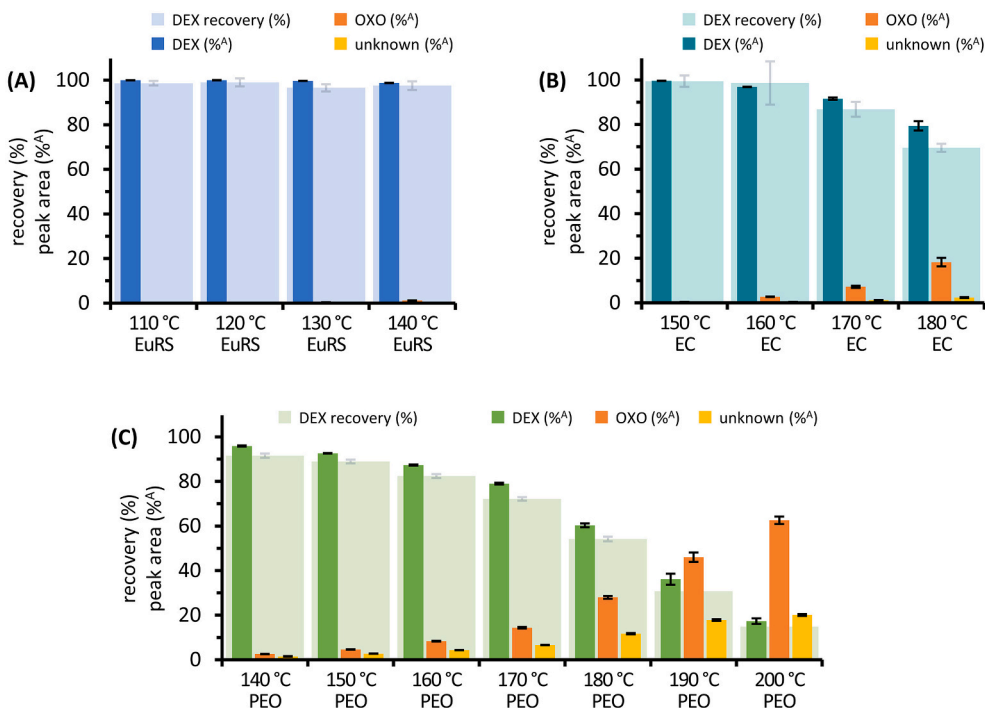 DEX recovery (%) OXO (%ᴬ)
DEX (%ᴬ) unknown (%ᴬ)
(A)
recovery (%)
peak area (%ᴬ)
100
80
60
40
20
0
110 °C 120 °C 130 °C 140 °C
EuRS EuRS EuRS EuRS
DEX recovery (%) OXO (%ᴬ)
DEX (%ᴬ) unknown (%ᴬ)
(B)
recovery (%)
peak area (%ᴬ)
100
80
60
40
20
0
150 °C 160 °C 170 °C 180 °C
EC EC EC EC
DEX recovery (%) DEX (%ᴬ) OXO (%ᴬ) unknown (%ᴬ)
(C)
recovery (%)
peak area (%ᴬ)
100
80
60
40
20
0
140 °C 150 °C 160 °C 170 °C 180 °C 190 °C 200 °C
PEO PEO PEO PEO PEO PEO PEO